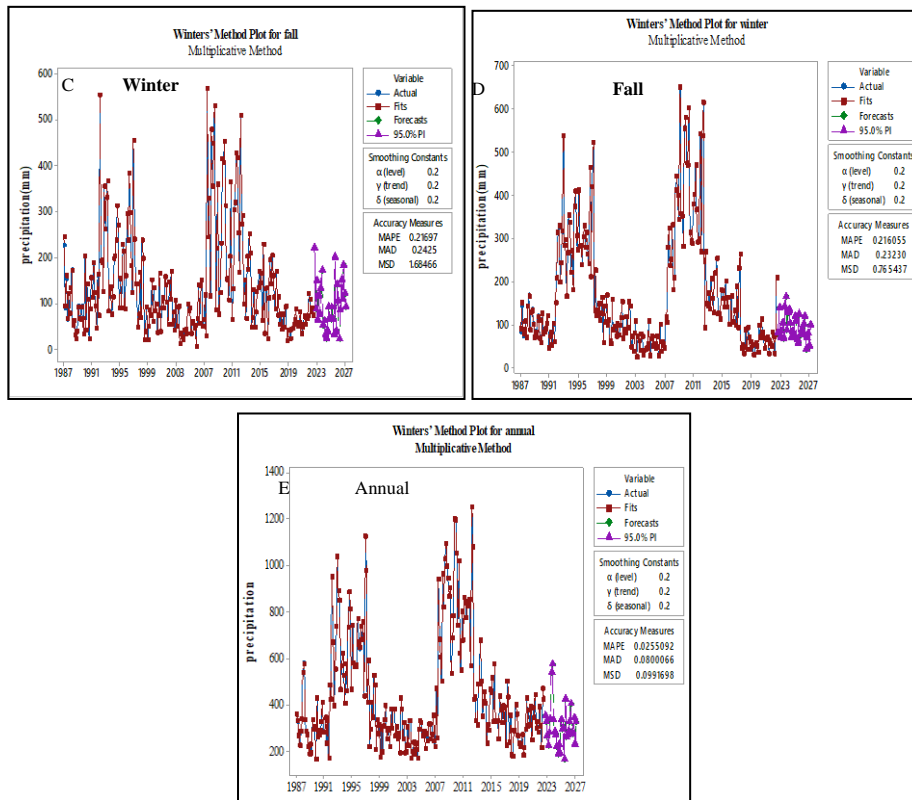 Winters' Method Plot for fall
Multiplicative Method
C Winter
600
500
400
300
200
100
0
precipitation(mm)
1987 1991 1995 1999 2003 2008 2011 2015 2019 2023 2027
Variable
Actual
Fits
Forecasts
95.0% PI
Smoothing Constants
α (level) 0.2
γ (trend) 0.2
δ (seasonal) 0.2
Accuracy Measures
MAPE 0.21697
MAD 0.2425
MSD 1.68466
Winters' Method Plot for winter
Multiplicative Method
D Fall
700
600
500
400
300
200
100
0
precipitation(mm)
1987 1991 1995 1999 2003 2007 2011 2015 2019 2023 2027
Variable
Actual
Fits
Forecasts
95.0% PI
Smoothing Constants
α (level) 0.2
γ (trend) 0.2
δ (seasonal) 0.2
Accuracy Measures
MAPE 0.216055
MAD 0.23230
MSD 0.765437
Winters' Method Plot for annual
Multiplicative Method
E Annual
1400
1200
1000
800
600
400
200
precipitation
1987 1991 1995 1999 2003 2007 2011 2015 2019 2023 2027
Variable
Actual
Fits
Forecasts
95.0% PI
Smoothing Constants
α (level) 0.2
γ (trend) 0.2
δ (seasonal) 0.2
Accuracy Measures
MAPE 0.0255092
MAD 0.0800066
MSD 0.0991698